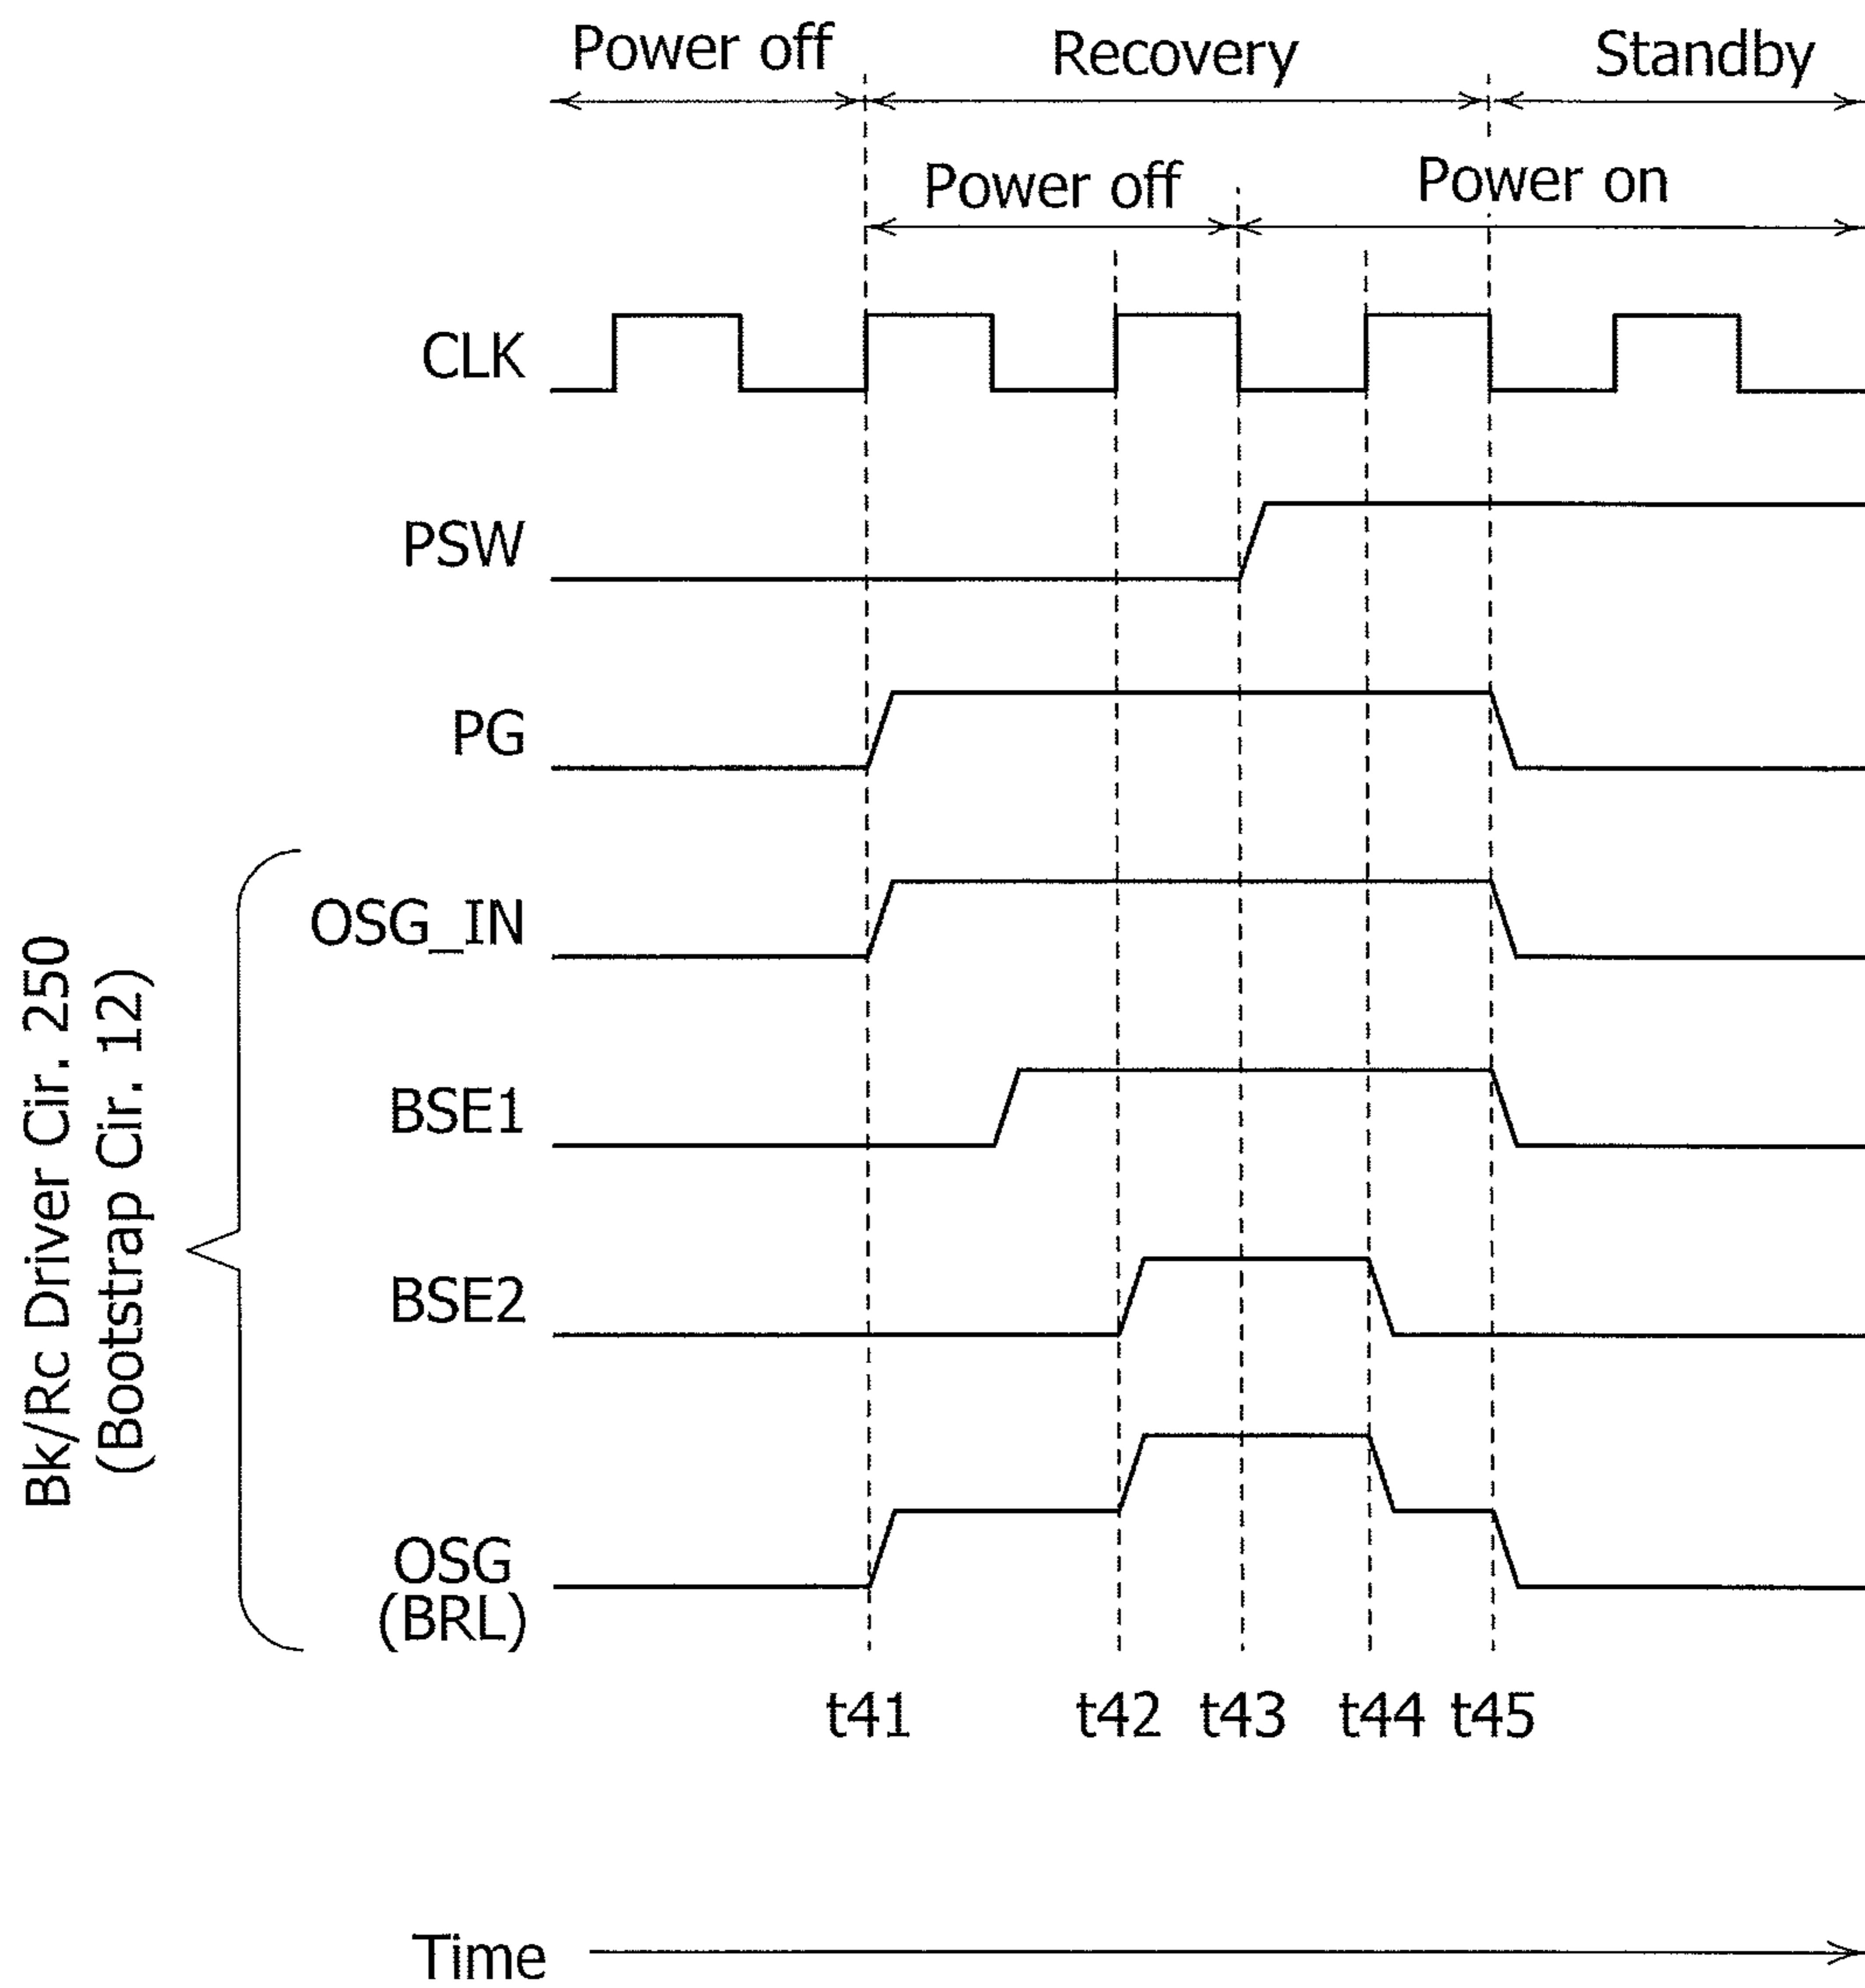 Power off
Recovery
Standby
Power off
Power on
CLK
PSW
PG
OSG_IN
BSE1
BSE2
OSG
(BRL)
Bk/Rc Driver Cir. 250
(Bootstrap Cir. 12)
t41
t42
t43
t44
t45
Time